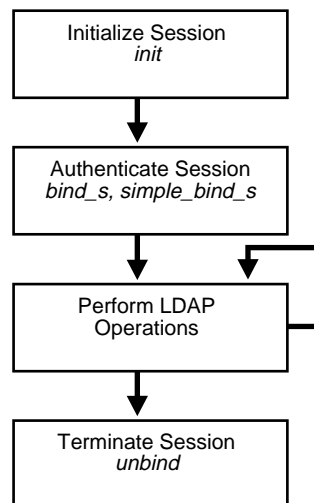 Initialize Session
init
Authenticate Session
bind_s, simple_bind_s
Perform LDAP
Operations
Terminate Session
unbind